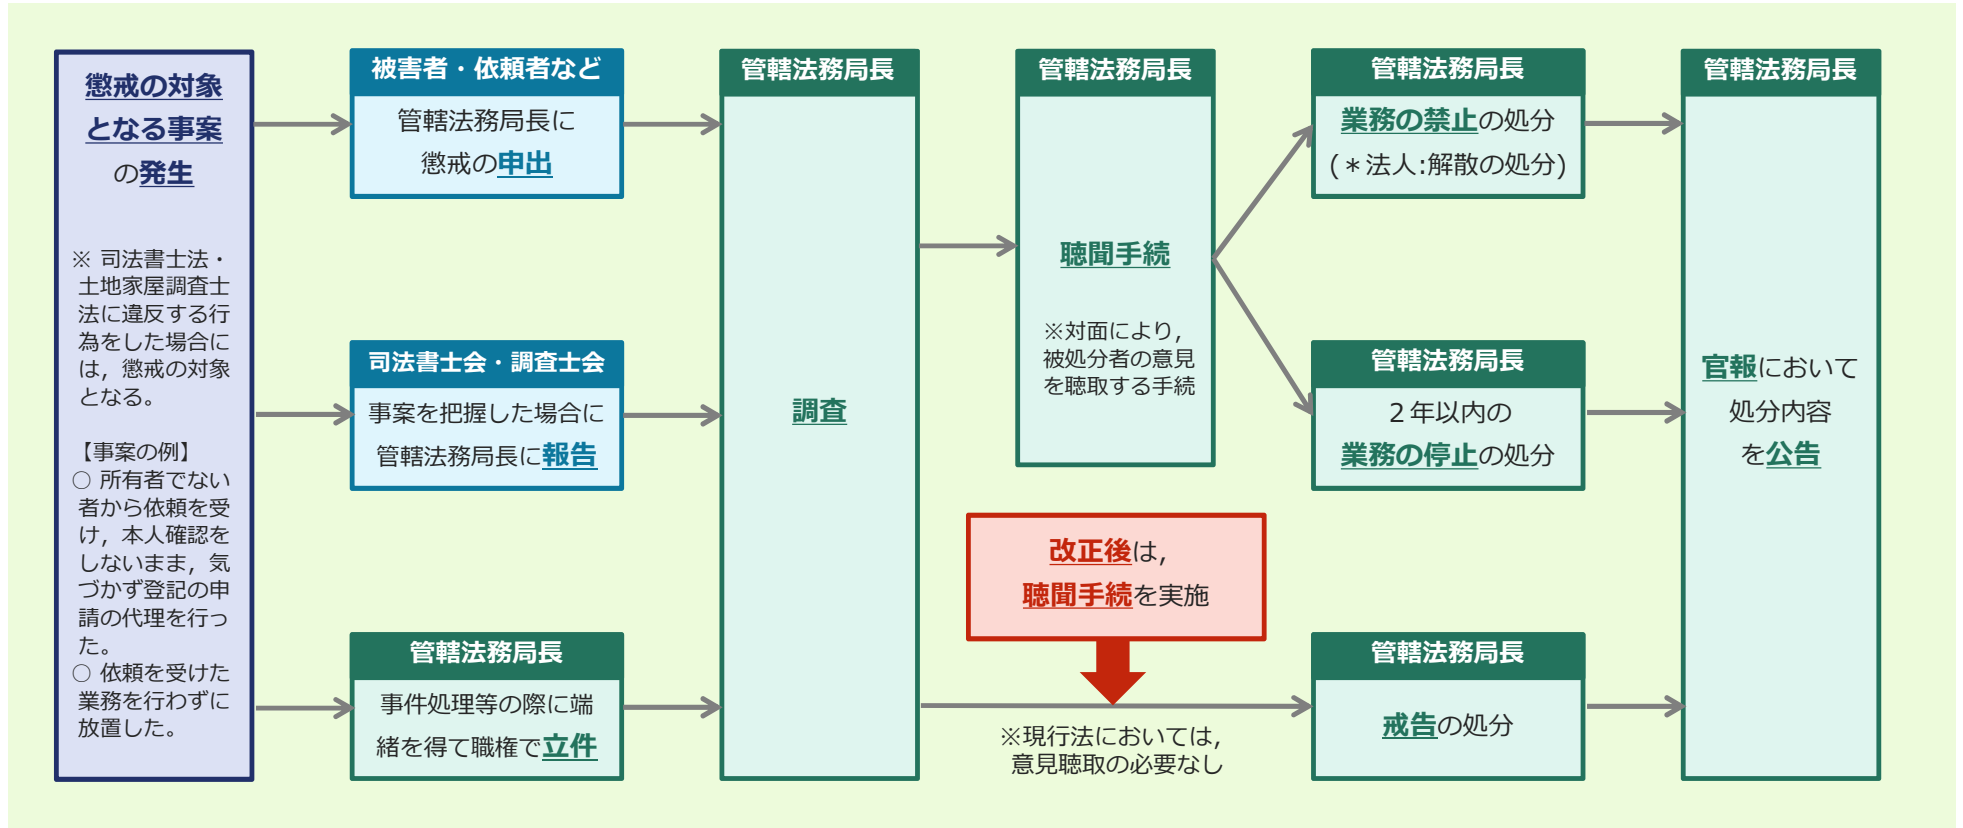 懲戒の対象
となる事案
の発生
※ 司法書士法・
土地家屋調査士
法に違反する行
為をした場合に
は，懲戒の対象
となる。
【事案の例】
○ 所有者でない
者から依頼を受
け，本人確認を
しないまま，気
づかず登記の申
請の代理を行っ
た。
○ 依頼を受けた
業務を行わずに
放置した。
被害者・依頼者など
管轄法務局長に
懲戒の申出
司法書士会・調査士会
事案を把握した場合に
管轄法務局長に報告
管轄法務局長
事件処理等の際に端
緒を得て職権で立件
管轄法務局長
調査
管轄法務局長
聴聞手続
※対面により，
被処分者の意見
を聴取する手続
改正後は，
聴聞手続を実施
※現行法においては，
意見聴取の必要なし
管轄法務局長
業務の禁止の処分
(＊法人:解散の処分)
管轄法務局長
２年以内の
業務の停止の処分
管轄法務局長
戒告の処分
管轄法務局長
官報において
処分内容
を公告